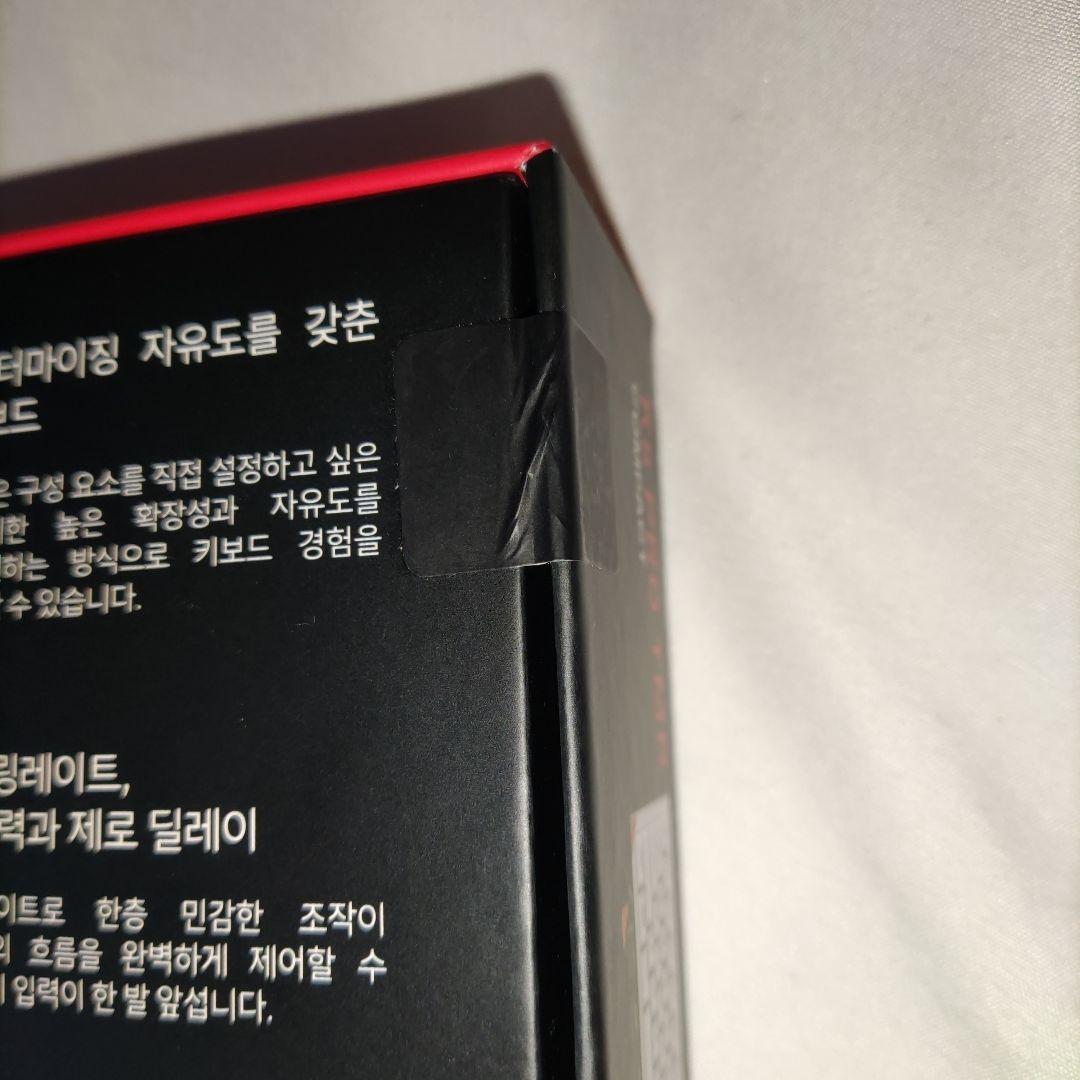 터마이징 자유도를 갖춘
보드
은 구성 요소를 직접 설정하고 싶은
한 높은 확장성과 자유도를
하는 방식으로 키보드 경험을
수 있습니다.
링레이트,
력과 제로 딜레이
이트로 한층 민감한 조작이
의 흐름을 완벽하게 제어할 수
입력이 한 발 앞섭니다.